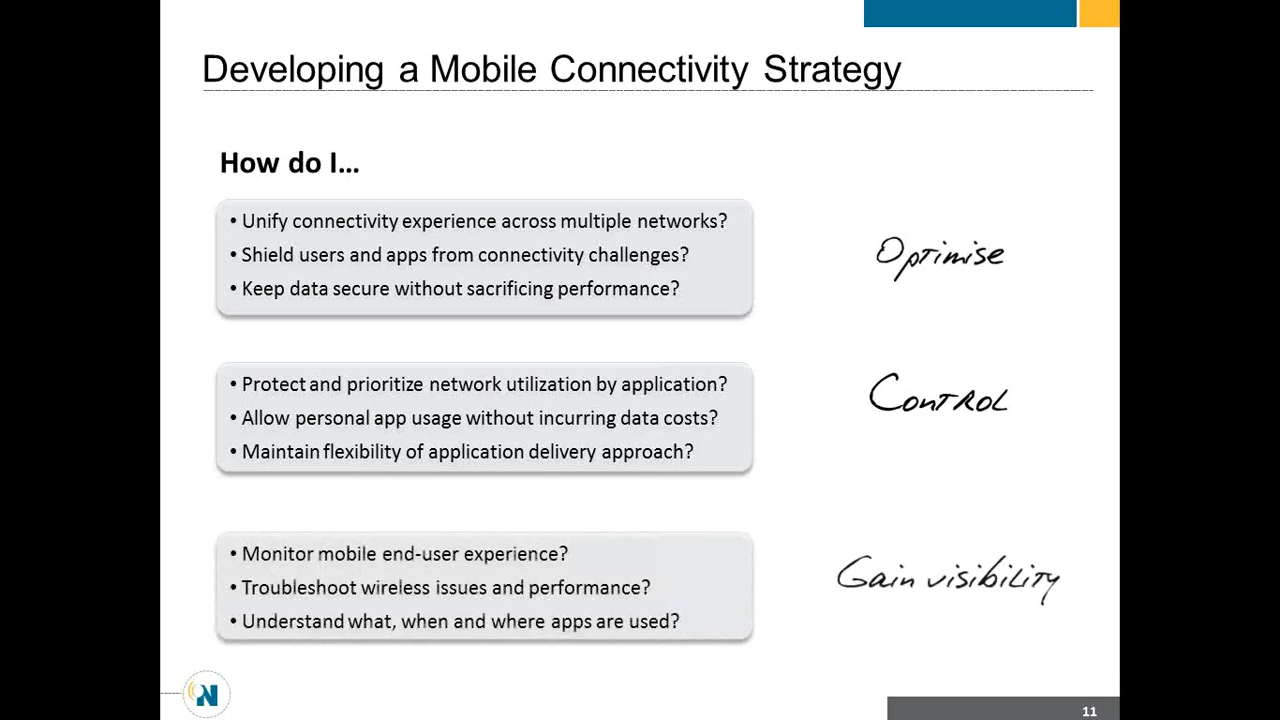 Developing a Mobile Connectivity Strategy
How do I...
• Unify connectivity experience across multiple networks?
• Shield users and apps from connectivity challenges?
• Keep data secure without sacrificing performance?
Optimise
• Protect and prioritize network utilization by application?
• Allow personal app usage without incurring data costs?
• Maintain flexibility of application delivery approach?
CONTROL
• Monitor mobile end-user experience?
• Troubleshoot wireless issues and performance?
• Understand what, when and where apps are used?
Gain visibility
N
11